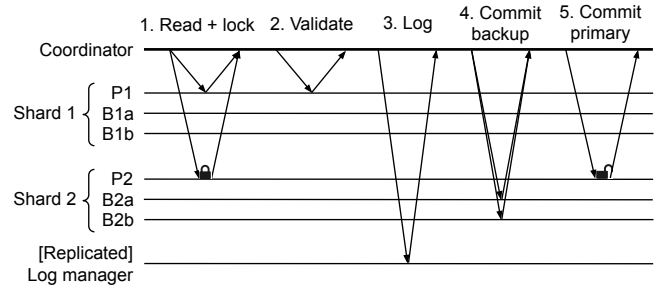 1. Read + lock
2. Validate
3. Log
4. Commit
backup
5. Commit
primary
Coordinator
P1
Shard 1
B1a
B1b
P2
Shard 2
B2a
B2b
[Replicated]
Log manager